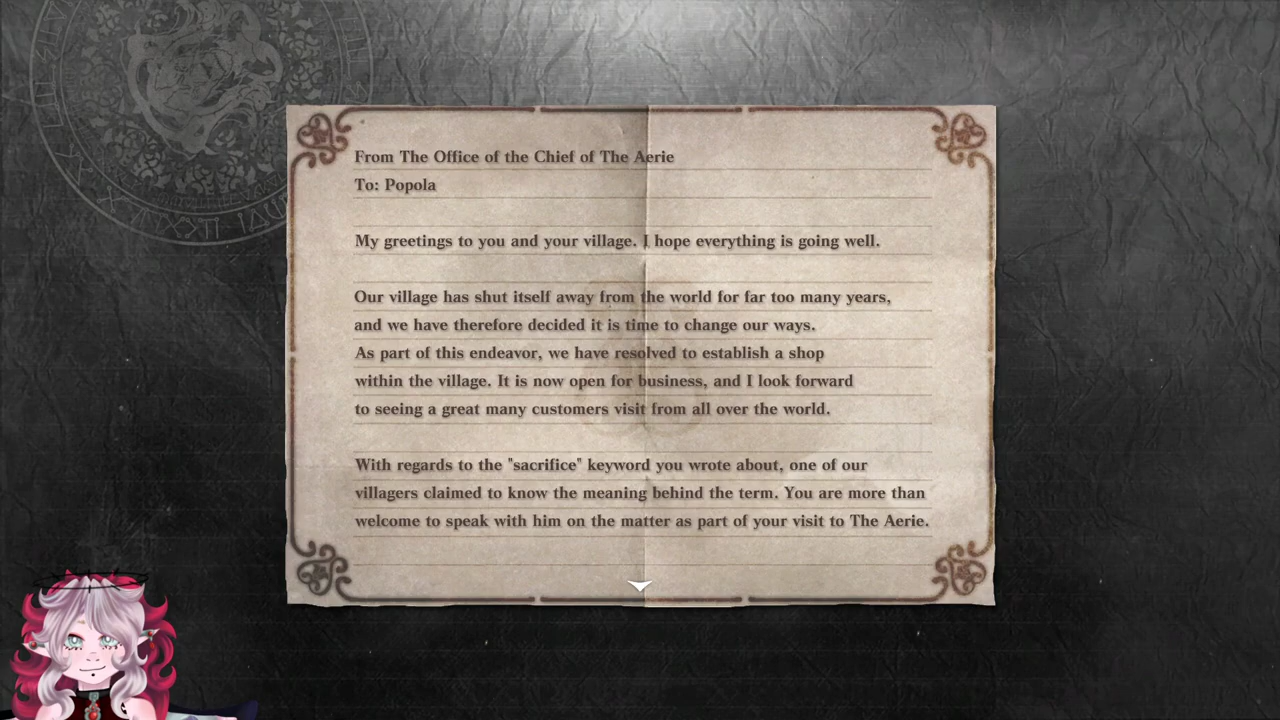 From The Office of the Chief of The Aerie
To: Popola
My greetings to you and your village. I hope everything is going well.
Our village has shut itself away from the world for far too many years,
and we have therefore decided it is time to change our ways.
As part of this endeavor, we have resolved to establish a shop
within the village. It is now open for business, and I look forward
to seeing a great many customers visit from all over the world.
With regards to the "sacrifice" keyword you wrote about, one of our
villagers claimed to know the meaning behind the term. You are more than
welcome to speak with him on the matter as part of your visit to The Aerie.